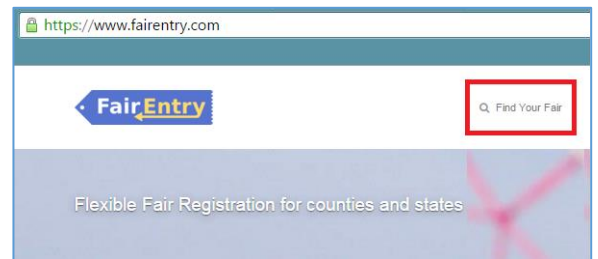 https://www.fairentry.com
FairEntry
Find Your Fair
Flexible Fair Registration for counties and states